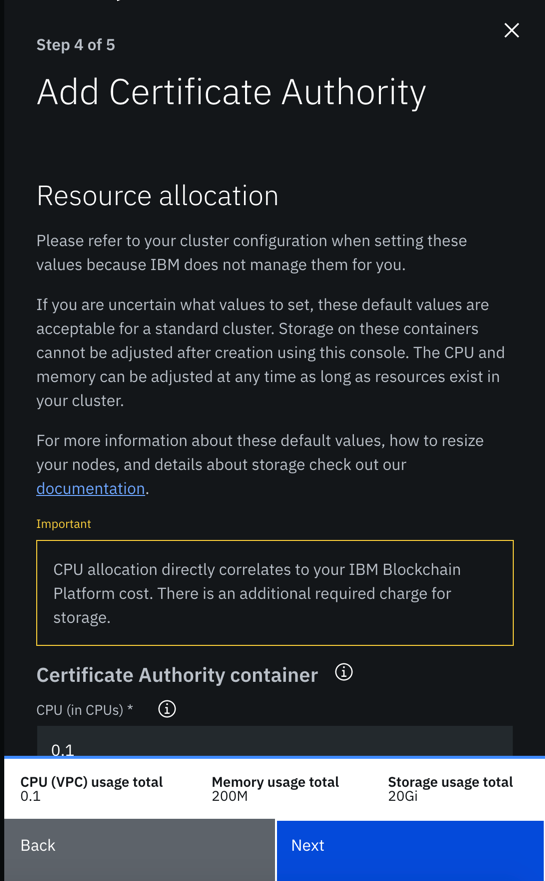 Step 4 of 5
Add Certificate Authority
Resource allocation
Please refer to your cluster configuration when setting these
values because IBM does not manage them for you.
If you are uncertain what values to set, these default values are
acceptable for a standard cluster. Storage on these containers
cannot be adjusted after creation using this console. The CPU and
memory can be adjusted at any time as long as resources exist in
your cluster.
For more information about these default values, how to resize
your nodes, and details about storage check out our
documentation.
Important
CPU allocation directly correlates to your IBM Blockchain
Platform cost. There is an additional required charge for
storage.
Certificate Authority container
CPU (in CPUs) *
0.1
CPU (VPC) usage total Memory usage total Storage usage total
0.1 200M 20Gi
Back Next